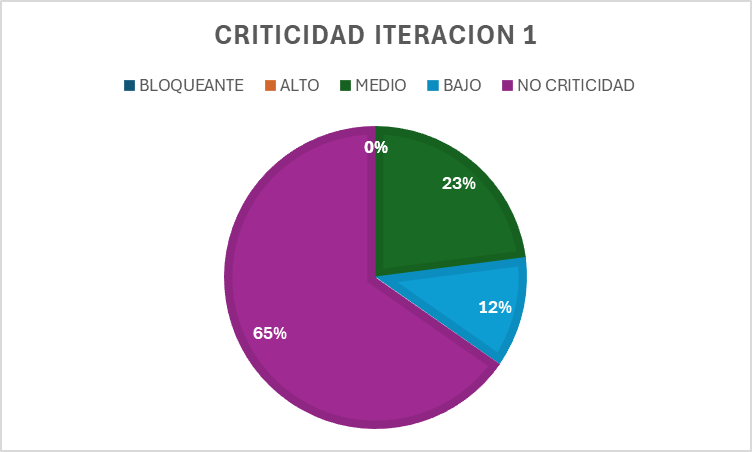 CRITICIDAD ITERACION 1
BLOQUEANTE ALTO MEDIO BAJO NO CRITICIDAD
0%
23%
12%
65%